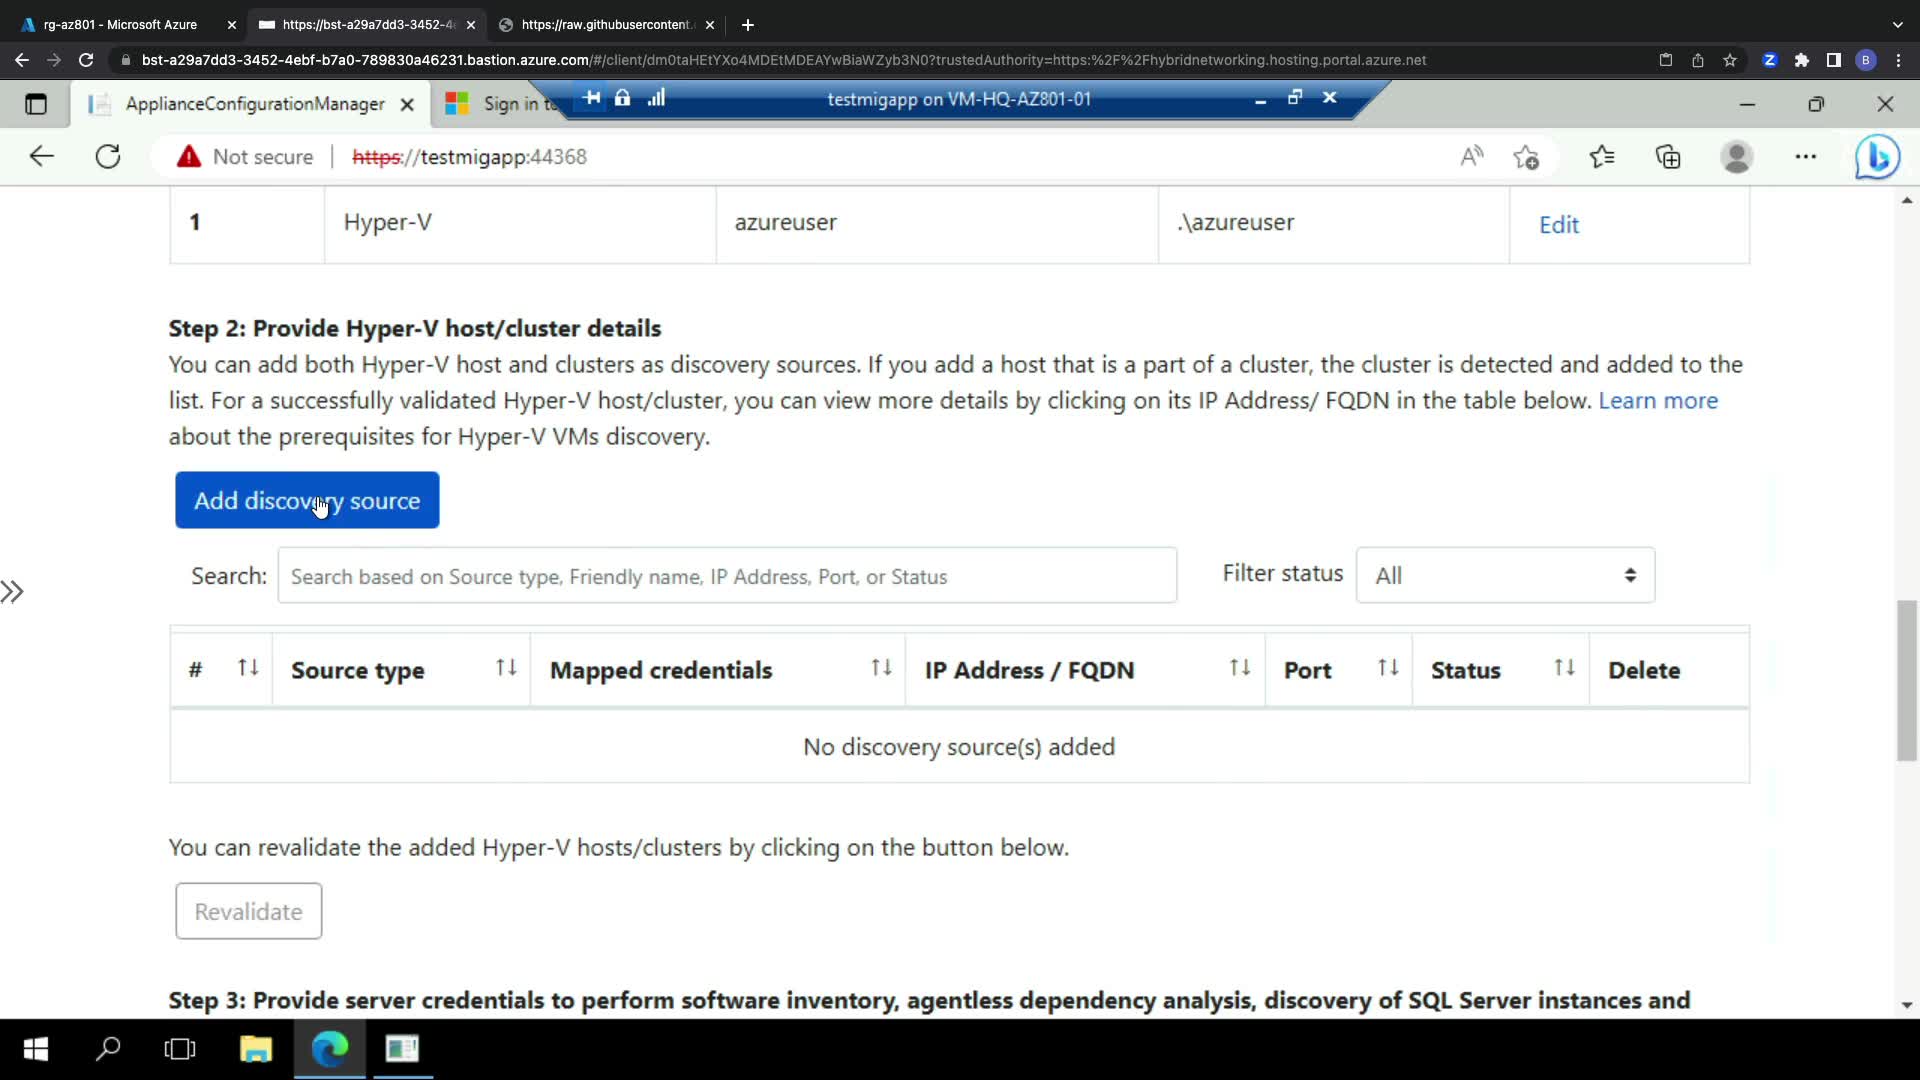 rg-az801 - Microsoft Azure
https://bst-a29a7dd3-3452-4e
https://raw.githubusercontent.
bst-a29a7dd3-3452-4ebf-b7a0-789830a46231.bastion.azure.com/#/client/dm0taHEtYXo4MDEtMDEAYwBiaWZyb3N0?trustedAuthority=https:%2F%2Fhybridnetworking.hosting.portal.azure.net
Z
B
ApplianceConfigurationManager
Sign in to
testmigapp on VM-HQ-AZ801-01
Not secure
https://testmigapp:44368
1 Hyper-V azureuser .\azureuser Edit
Step 2: Provide Hyper-V host/cluster details
You can add both Hyper-V host and clusters as discovery sources. If you add a host that is a part of a cluster, the cluster is detected and added to the
list. For a successfully validated Hyper-V host/cluster, you can view more details by clicking on its IP Address/ FQDN in the table below. Learn more
about the prerequisites for Hyper-V VMs discovery.
Add discovery source
Search: Search based on Source type, Friendly name, IP Address, Port, or Status Filter status All
# Source type Mapped credentials IP Address / FQDN Port Status Delete
No discovery source(s) added
You can revalidate the added Hyper-V hosts/clusters by clicking on the button below.
Revalidate
Step 3: Provide server credentials to perform software inventory, agentless dependency analysis, discovery of SQL Server instances and